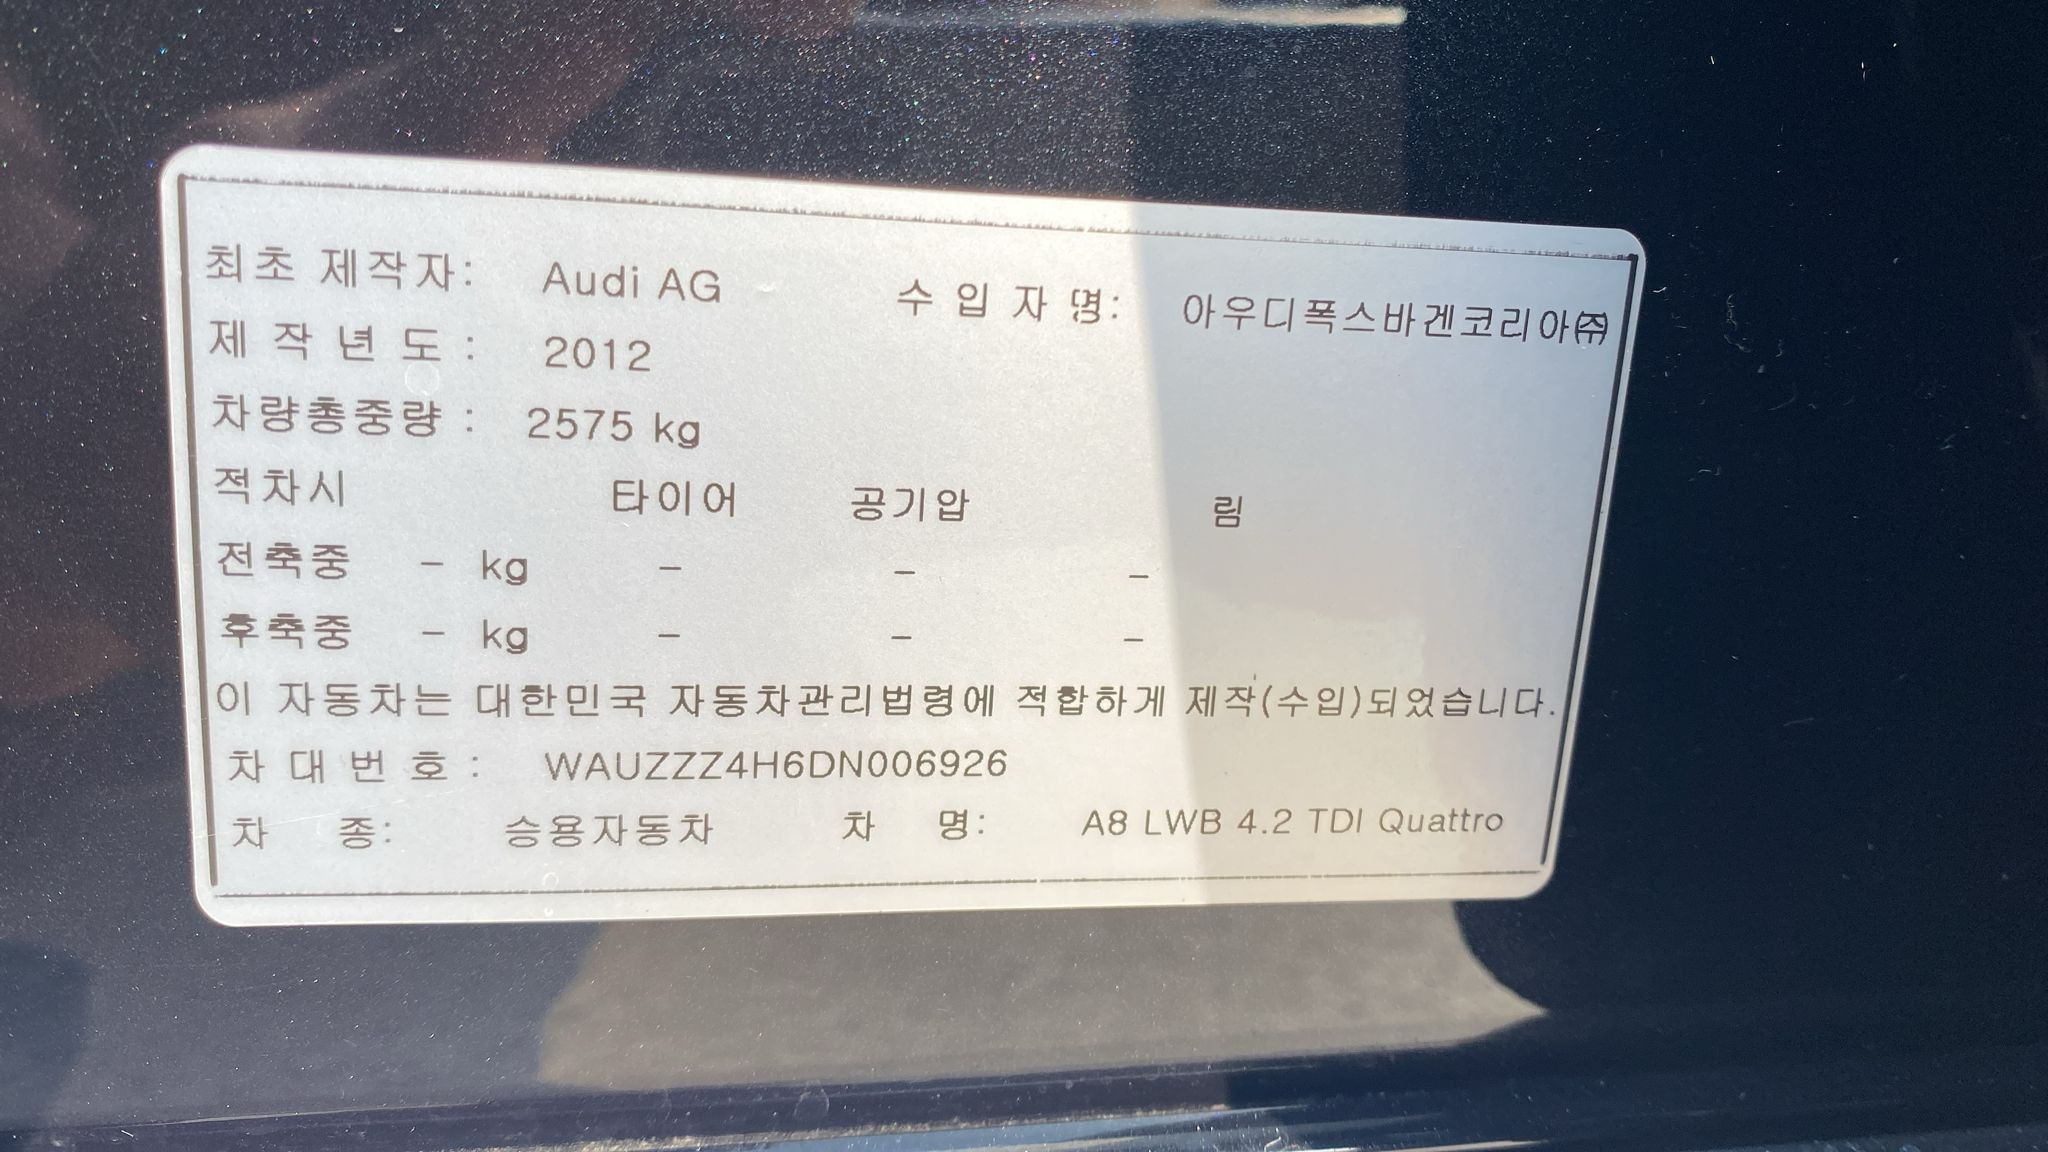 최초 제작자: Audi AG 수 입 자 명: 아우디폭스바겐코리아㈜
제 작 년 도 : 2012
차량총중량 : 2575 kg
적차시 타이어 공기압 림
전축중 - kg - - -
후축중 - kg - - -
이 자동차는 대한민국 자동차관리법령에 적합하게 제작(수입)되었습니다.
차 대 번 호 : WAUZZZ4H6DN006926
차 종: 승용자동차 차 명: A8 LWB 4.2 TDI Quattro